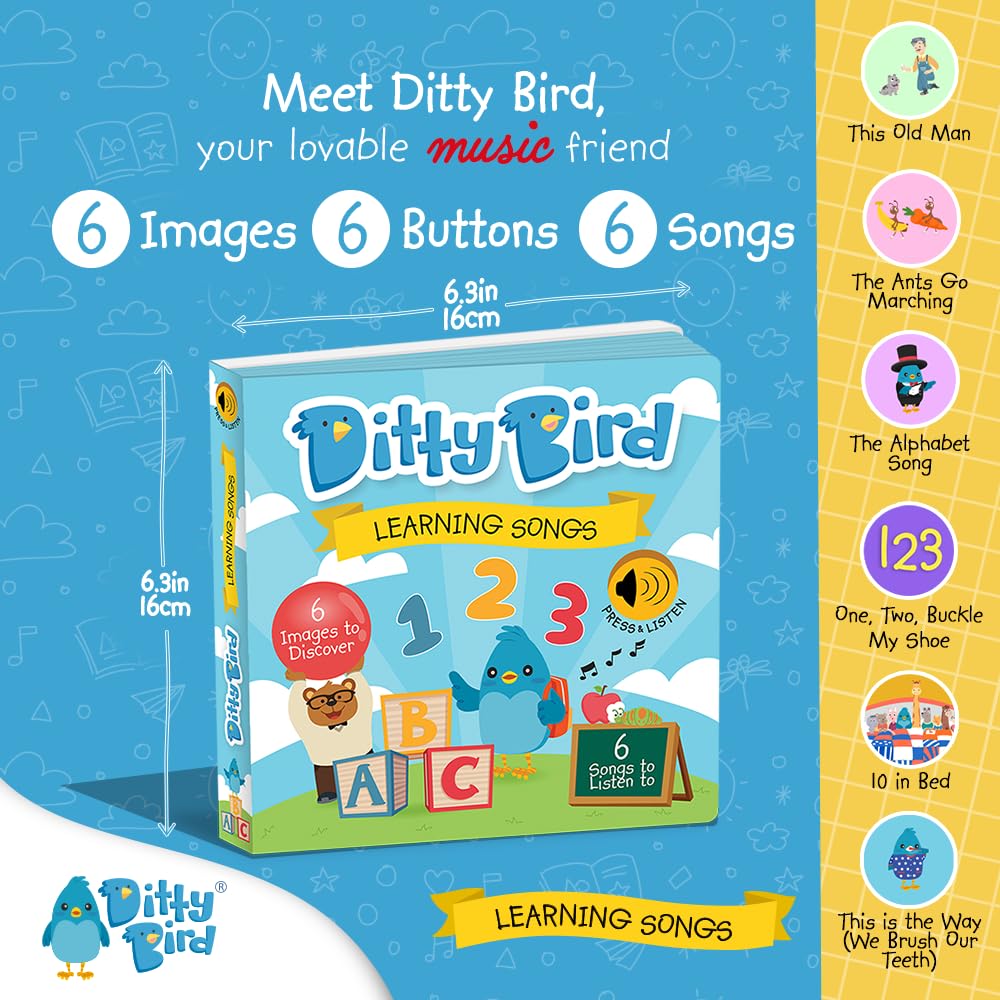 Meet Ditty Bird,
your lovable music friend
6 Images 6 Buttons 6 Songs
6.3in
16cm
6.3in
16cm
PRESS & LISTEN
LEARNING SONGS
Ditty Bird
A B C
Ditty Bird
LEARNING SONGS
1 2 3
PRESS & LISTEN
6
Images to
Discover
B
A C
6
Songs to
Listen to
Ditty
Bird®
LEARNING SONGS
This Old Man
The Ants Go
Marching
The Alphabet
Song
123
One, Two, Buckle
My Shoe
10 in Bed
This is the Way
(We Brush Our
Teeth)